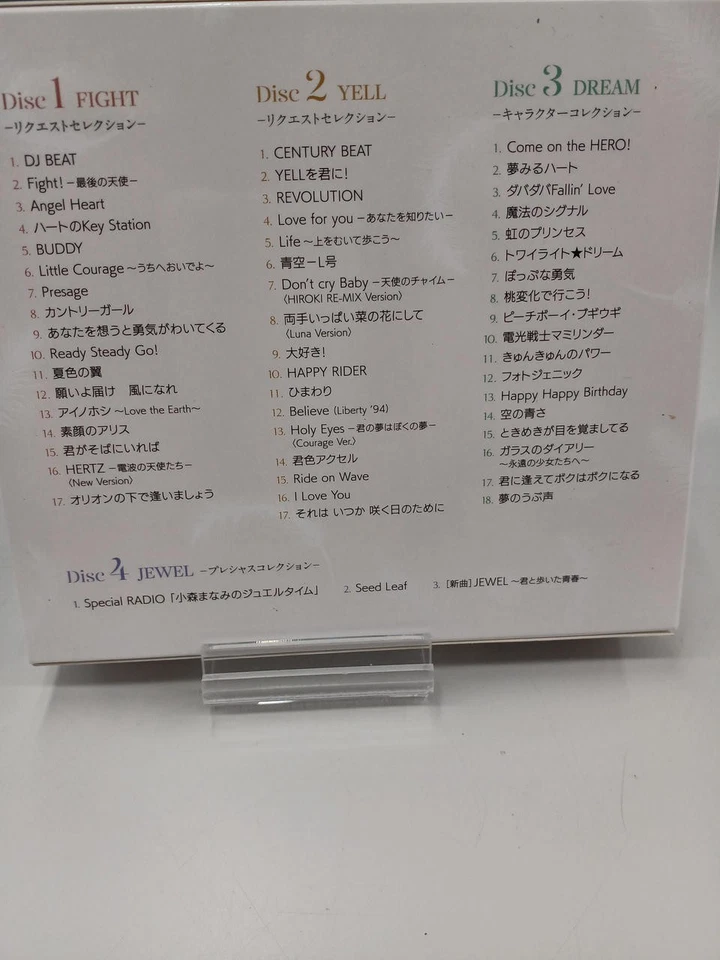 Disc 1 FIGHT
－リクエストセレクション－
1. DJ BEAT
2. Fight! －最後の天使－
3. Angel Heart
4. ハートのKey Station
5. BUDDY
6. Little Courage ～うちへおいでよ～
7. Presage
8. カントリーガール
9. あなたを想うと勇気がわいてくる
10. Ready Steady Go!
11. 夏色の翼
12. 願いよ届け　風になれ
13. アイノホシ ～Love the Earth～
14. 素顔のアリス
15. 君がそばにいれば
16. HERTZ －電波の天使たち－
〈New Version〉
17. オリオンの下で逢いましょう
Disc 2 YELL
－リクエストセレクション－
1. CENTURY BEAT
2. YELLを君に!
3. REVOLUTION
4. Love for you －あなたを知りたい－
5. Life ～上をむいて歩こう～
6. 青空－L号
7. Don't cry Baby －天使のチャイム－
〈HIROKI RE-MIX Version〉
8. 両手いっぱい菜の花にして
〈Luna Version〉
9. 大好き!
10. HAPPY RIDER
11. ひまわり
12. Believe〈Liberty '94〉
13. Holy Eyes －君の夢はぼくの夢－
〈Courage Ver.〉
14. 君色アクセル
15. Ride on Wave
16. I Love You
17. それは いつか 咲く日のために
Disc 3 DREAM
－キャラクターコレクション－
1. Come on the HERO!
2. 夢みるハート
3. ダバダバFallin' Love
4. 魔法のシグナル
5. 虹のプリンセス
6. トワイライト★ドリーム
7. ぽっぷな勇気
8. 桃変化で行こう!
9. ピーチボーイ・ブギウギ
10. 電光戦士マミリンダー
11. きゅんきゅんのパワー
12. フォトジェニック
13. Happy Happy Birthday
14. 空の青さ
15. ときめきが目を覚ましてる
16. ガラスのダイアリー
～永遠の少女たちへ～
17. 君に逢えてボクはボクになる
18. 夢のうぶ声
Disc 4 JEWEL －プレシャスコレクション－
1. Special RADIO「小森まなみのジュエルタイム」 2. Seed Leaf 3. [新曲] JEWEL ～君と歩いた青春～